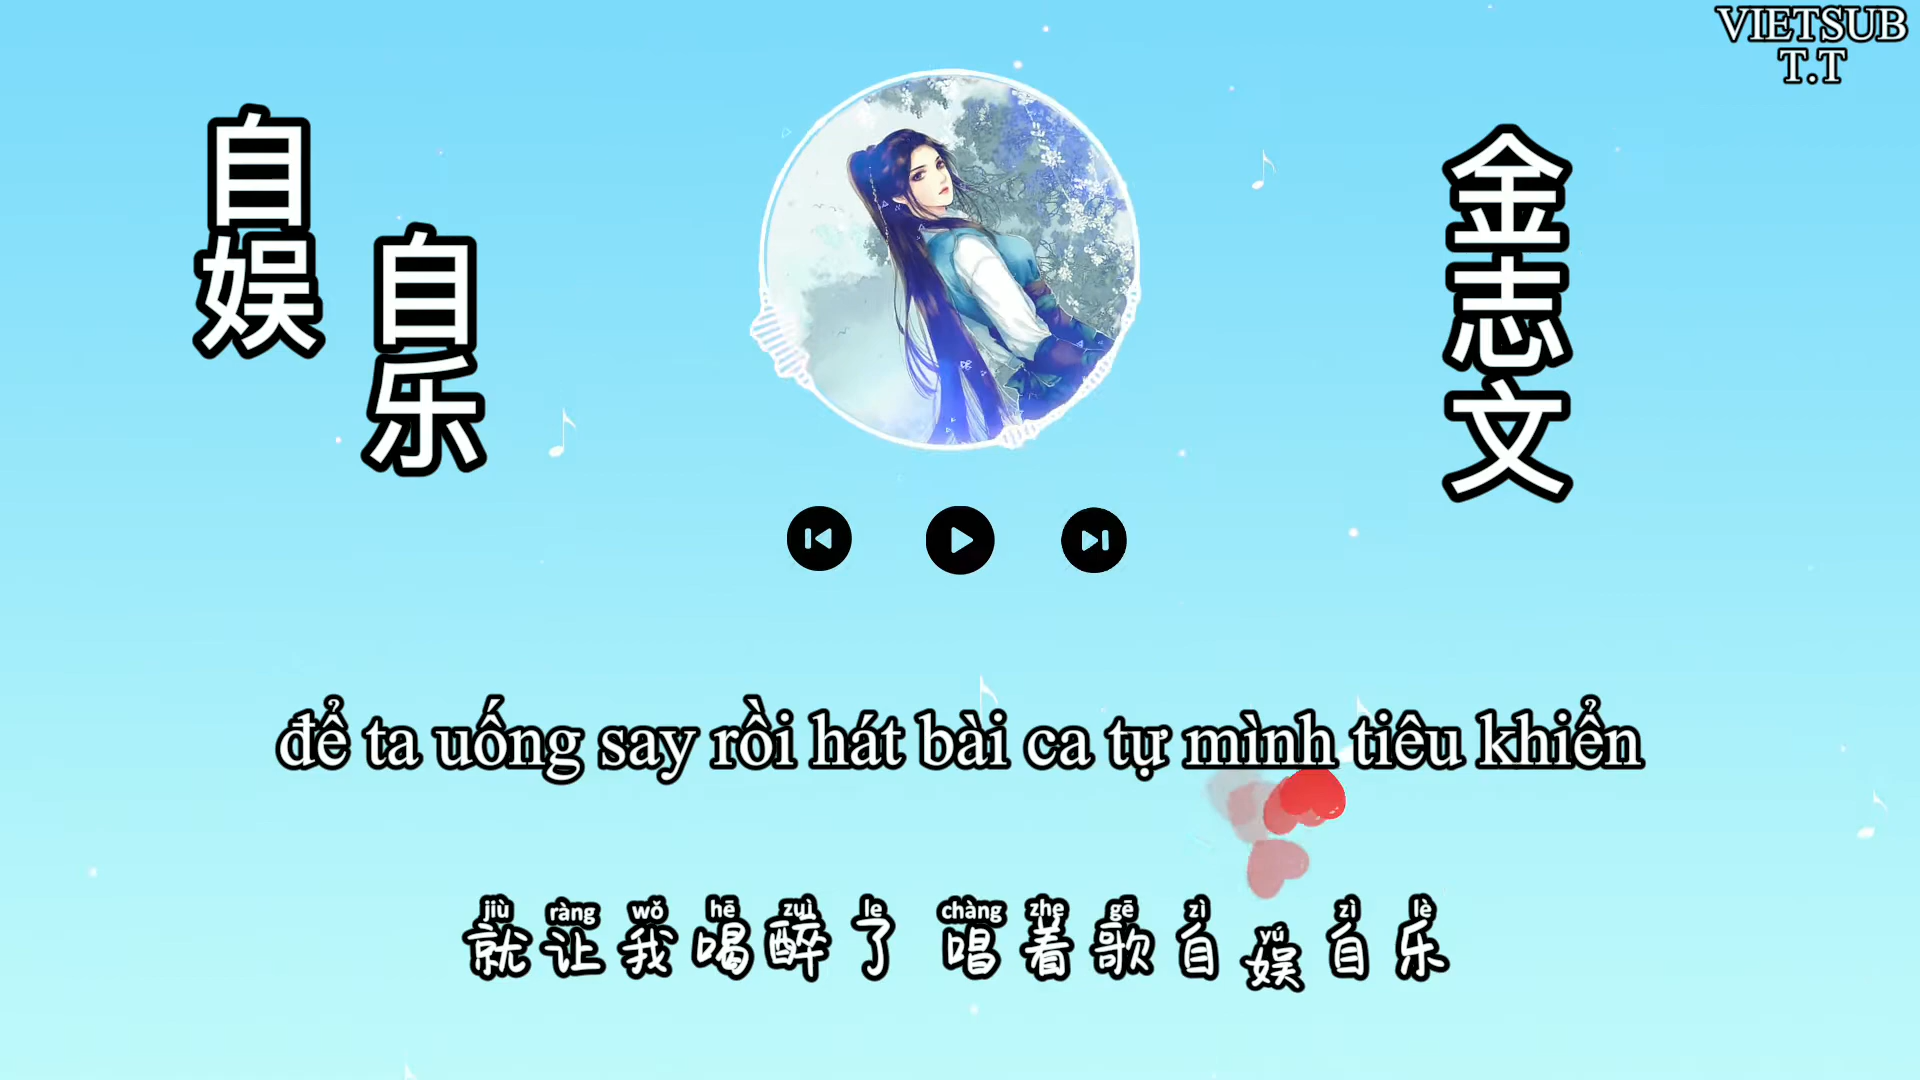 VIETSUB
T.T
自娱
自乐
金志文
để ta uống say rồi hát bài ca tự mình tiêu khiển
jiù ràng wǒ hē zuì le chàng zhe gē zì yú zì lè
就让我喝醉了 唱着歌自娱自乐